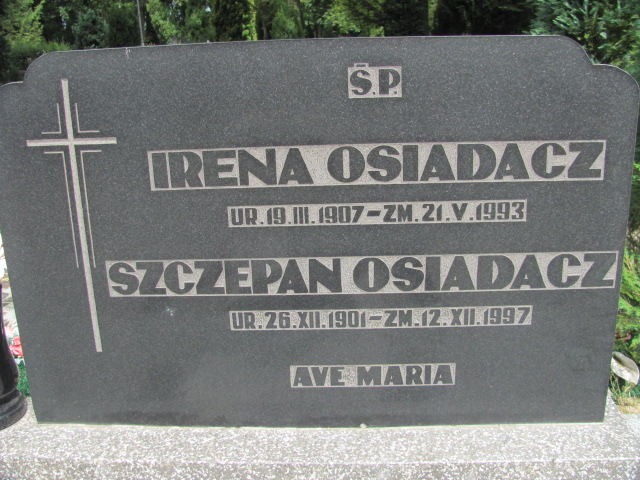 Ś.P.
IRENA OSIADACZ
UR. 19.III.1907-ZM. 21.V.1993
SZCZEPAN OSIADACZ
UR. 26.XII.1901-ZM. 12.XII.1997
AVE MARIA